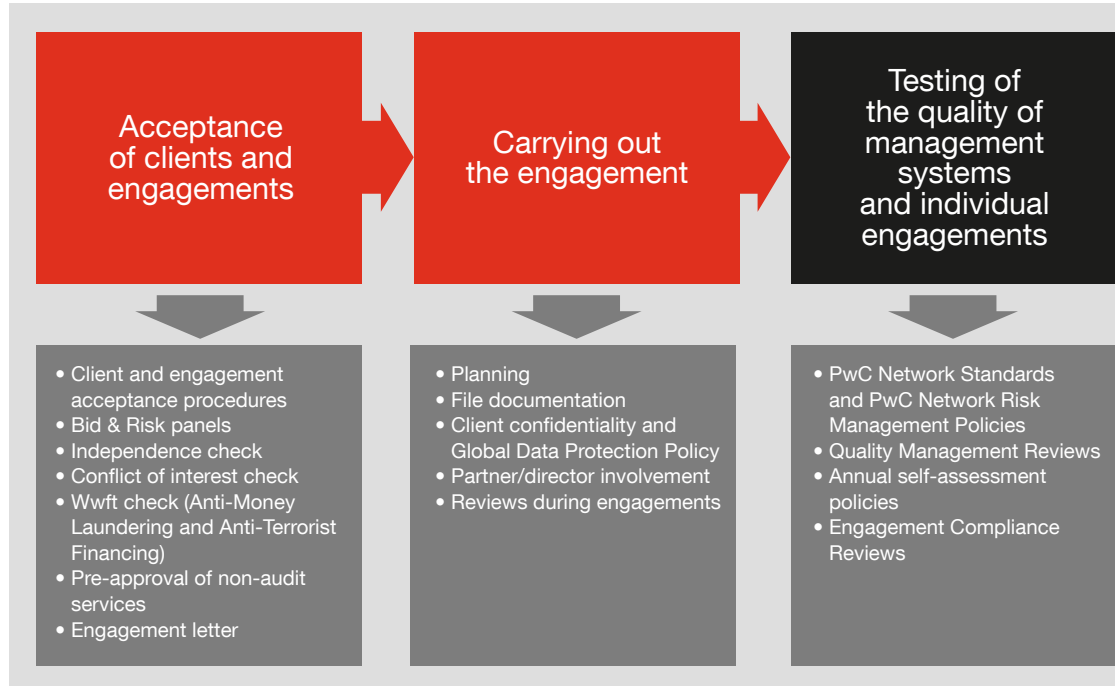 Acceptance
of clients and
engagements
Carrying out
the engagement
Testing of
the quality of
management
systems
and individual
engagements
• Client and engagement
acceptance procedures
• Bid & Risk panels
• Independence check
• Conflict of interest check
• Wwft check (Anti-Money
Laundering and Anti-Terrorist
Financing)
• Pre-approval of non-audit
services
• Engagement letter
• Planning
• File documentation
• Client confidentiality and
Global Data Protection Policy
• Partner/director involvement
• Reviews during engagements
• PwC Network Standards
and PwC Network Risk
Management Policies
• Quality Management Reviews
• Annual self-assessment
policies
• Engagement Compliance
Reviews